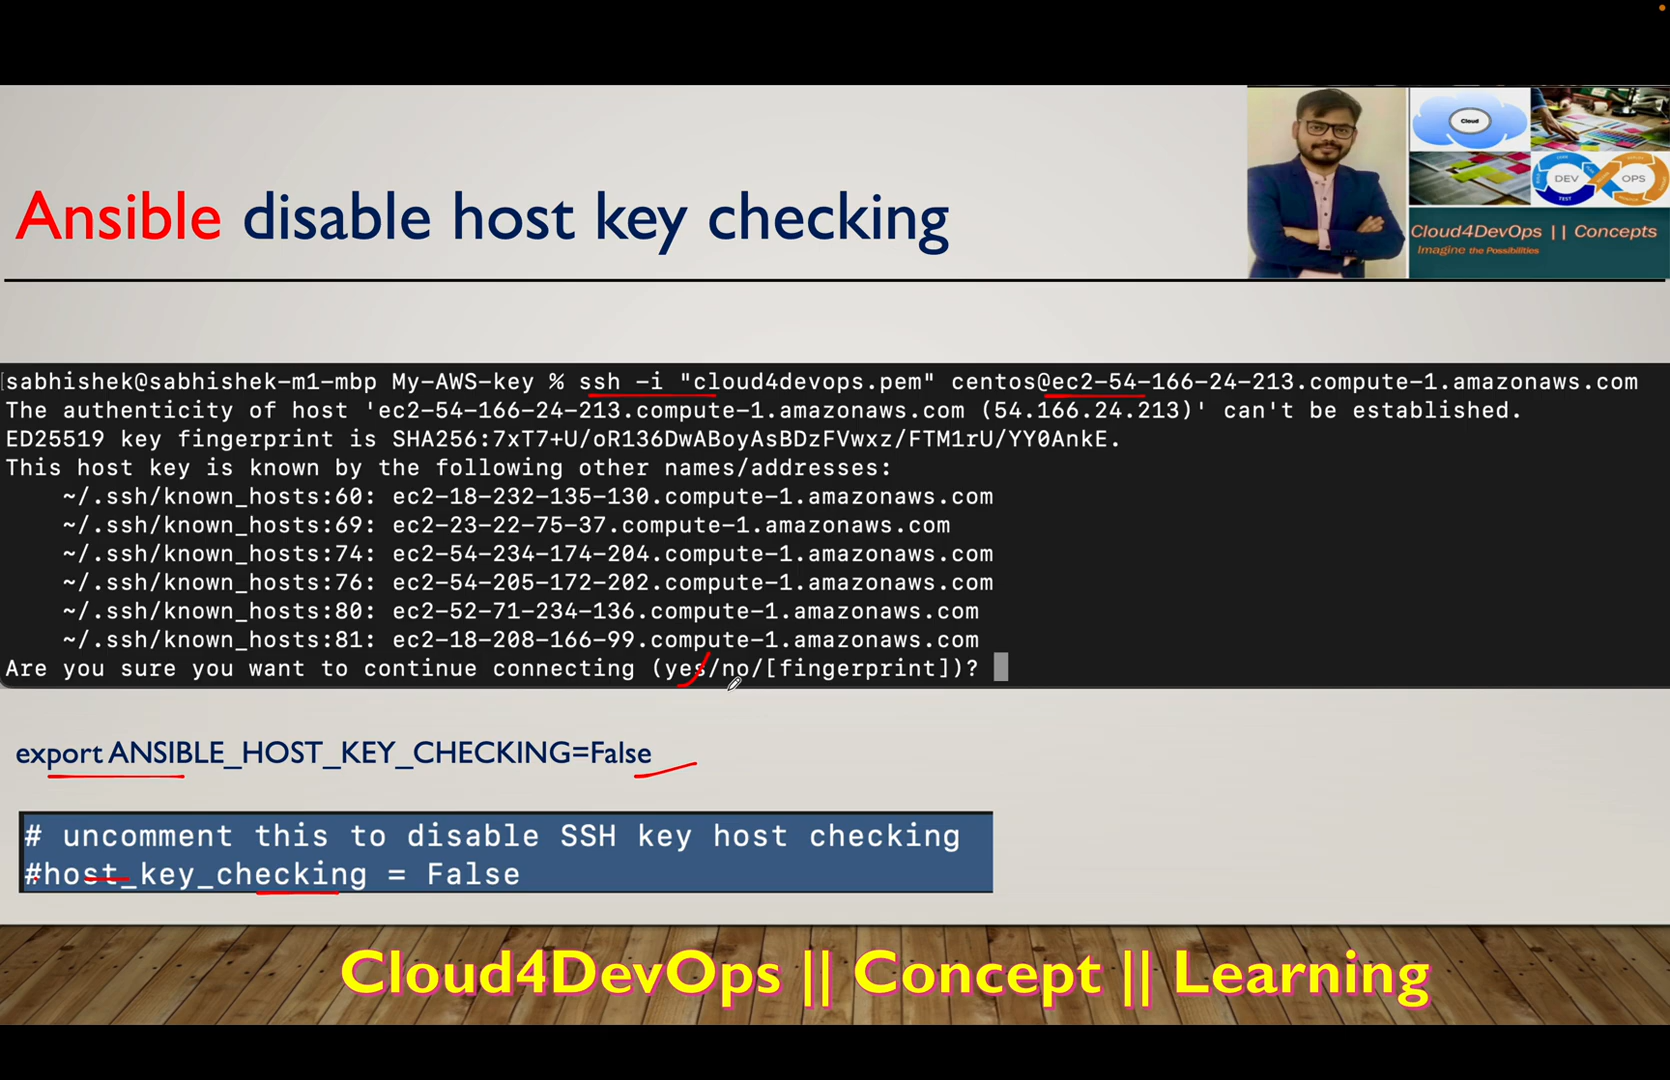 Ansible disable host key checking
Cloud
DEV
OPS
Cloud4DevOps || Concepts
Imagine the Possibilities
[sabhishek@sabhishek-m1-mbp My-AWS-key % ssh -i "cloud4devops.pem" centos@ec2-54-166-24-213.compute-1.amazonaws.com
The authenticity of host 'ec2-54-166-24-213.compute-1.amazonaws.com (54.166.24.213)' can't be established.
ED25519 key fingerprint is SHA256:7xT7+U/oR136DwABoyAsBDzFVwxz/FTM1rU/YY0AnkE.
This host key is known by the following other names/addresses:
~/.ssh/known_hosts:60: ec2-18-232-135-130.compute-1.amazonaws.com
~/.ssh/known_hosts:69: ec2-23-22-75-37.compute-1.amazonaws.com
~/.ssh/known_hosts:74: ec2-54-234-174-204.compute-1.amazonaws.com
~/.ssh/known_hosts:76: ec2-54-205-172-202.compute-1.amazonaws.com
~/.ssh/known_hosts:80: ec2-52-71-234-136.compute-1.amazonaws.com
~/.ssh/known_hosts:81: ec2-18-208-166-99.compute-1.amazonaws.com
Are you sure you want to continue connecting (yes/no/[fingerprint])?
export ANSIBLE_HOST_KEY_CHECKING=False
# uncomment this to disable SSH key host checking
#host_key_checking = False
Cloud4DevOps || Concept || Learning